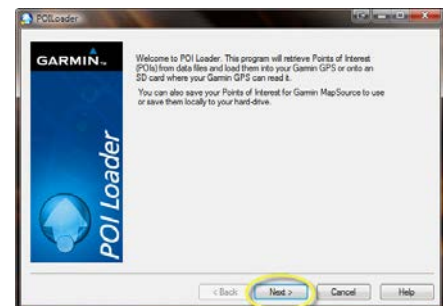 POILoader
GARMIN™
POI Loader
Welcome to POI Loader. This program will retrieve Points of Interest
(POIs) from data files and load them into your Garmin GPS or onto an
SD card where your Garmin GPS can read it.
You can also save your Points of Interest for Garmin MapSource to use
or save them locally to your hard-drive.
< Back
Next >
Cancel
Help